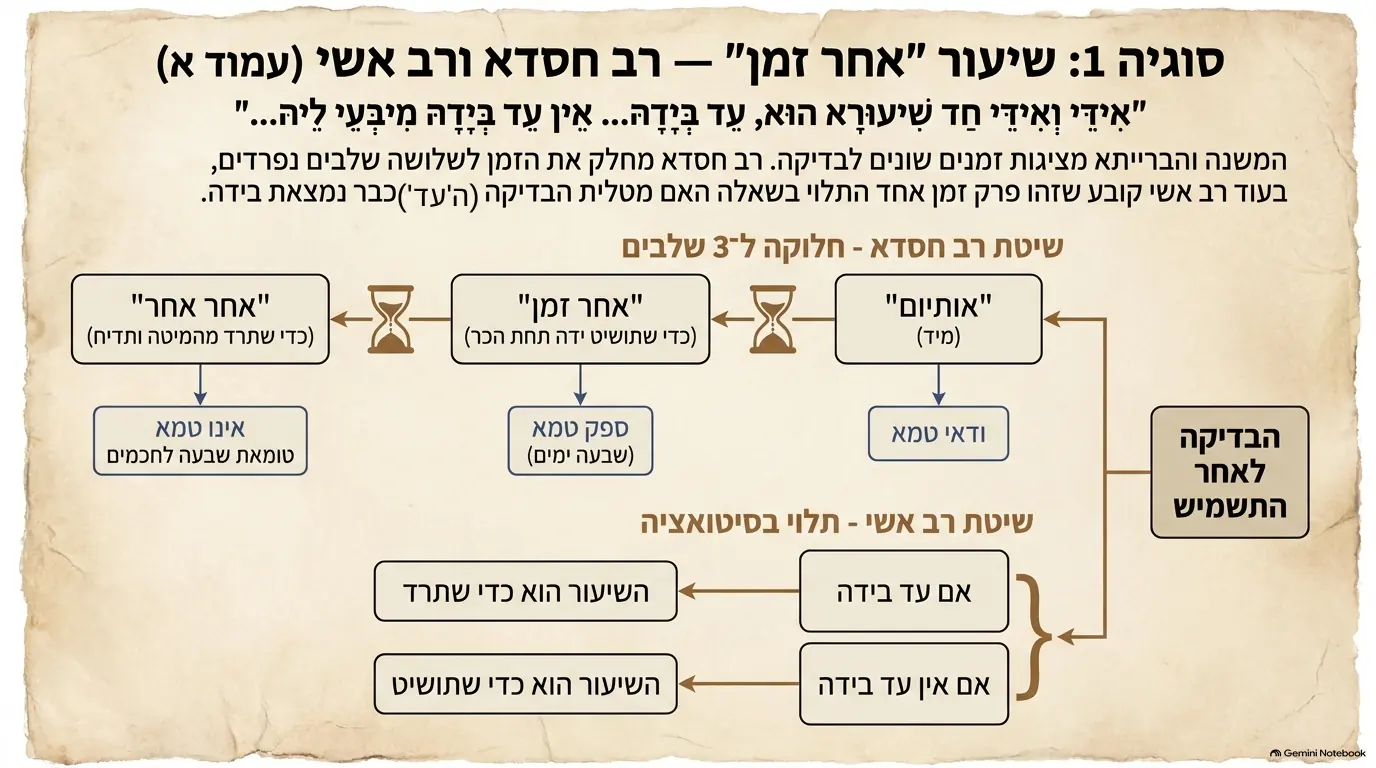 סוגיה 1: שיעור "אחר זמן" — רב חסדא ורב אשי (עמוד א)
"אִידֵּי וְאִידֵּי חַד שִׁיעוּרָא הוּא, עֵד בְּיָדָהּ... אֵין עֵד בְּיָדָהּ מִיבְּעֵי לֵיהּ..."
המשנה והברייתא מציגות זמנים שונים לבדיקה. רב חסדא מחלק את הזמן לשלושה שלבים נפרדים,
בעוד רב אשי קובע שזהו פרק זמן אחד התלוי בשאלה האם מטלית הבדיקה (ה'עד')כבר נמצאת בידה.
שיטת רב חסדא - חלוקה ל־3 שלבים
"אותיום"
(מיד)
"אחר זמן"
(כדי שתושיט ידה תחת הכר)
"אחר אחר"
(כדי שתרד מהמיטה ותדיח)
ודאי טמא
ספק טמא
(שבעה ימים)
אינו טמא
טומאת שבעה לחכמים
הבדיקה
לאחר
התשמיש
שיטת רב אשי - תלוי בסיטואציה
אם עד בידה
השיעור הוא כדי שתרד
אם אין עד בידה
השיעור הוא כדי שתושיט
Gemini Notebook